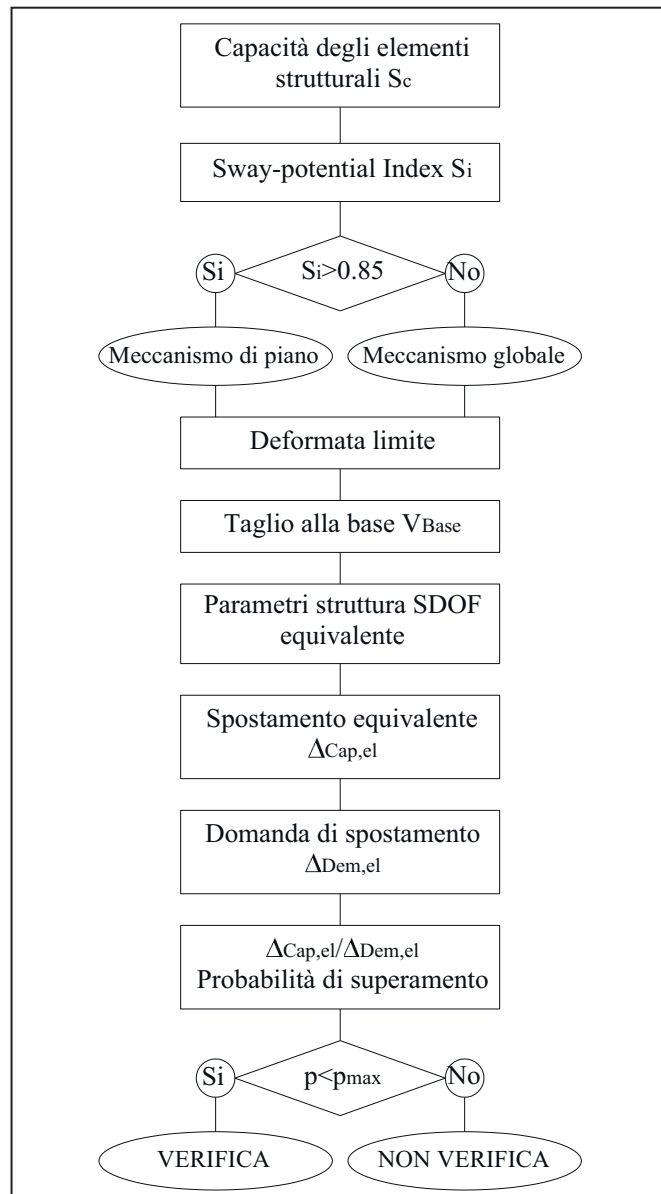 Capacità degli elementi
strutturali Sc
Sway-potential Index Si
Si
Si>0.85
No
Meccanismo di piano
Meccanismo globale
Deformata limite
Taglio alla base VBase
Parametri struttura SDOF
equivalente
Spostamento equivalente
ΔCap,el
Domanda di spostamento
ΔDem,el
ΔCap,el/ΔDem,el
Probabilità di superamento
Si
p<pmax
No
VERIFICA
NON VERIFICA